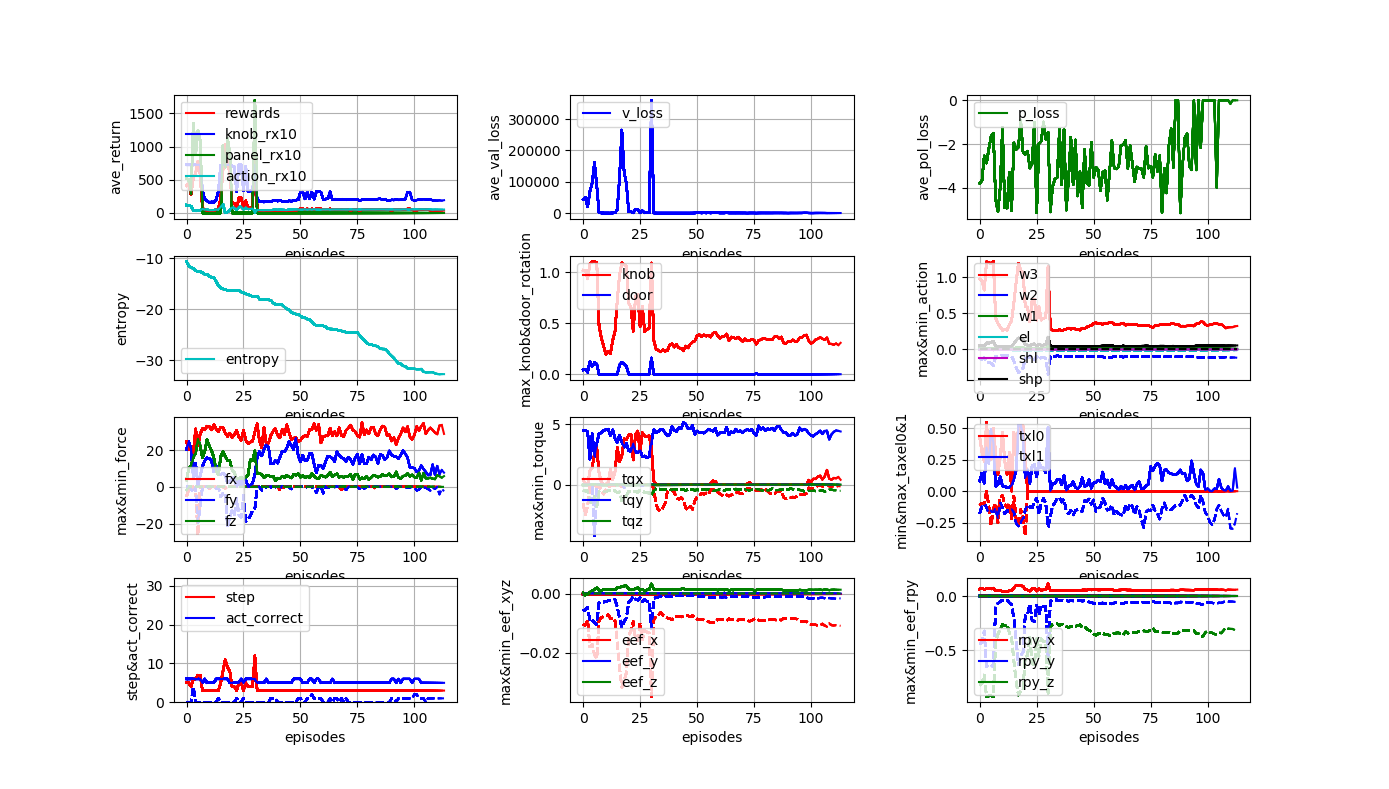 ave_return
1500
1000
500
0
rewards
knob_rx10
panel_rx10
action_rx10
0 25 50 75 100
episodes
ave_val_loss
300000
200000
100000
0
v_loss
0 25 50 75 100
episodes
ave_pol_loss
0
−2
−4
p_loss
0 25 50 75 100
episodes
entropy
−10
−20
−30
entropy
0 25 50 75 100
episodes
max_knob&door_rotation
1.0
0.5
0.0
knob
door
0 25 50 75 100
episodes
max&min_action
1.0
0.5
0.0
w3
w2
w1
el
shl
shp
0 25 50 75 100
episodes
max&min_force
20
0
−20
fx
fy
fz
0 25 50 75 100
episodes
max&min_torque
5
0
tqx
tqy
tqz
0 25 50 75 100
episodes
min&max_taxel0&1
0.50
0.25
0.00
−0.25
txl0
txl1
0 25 50 75 100
episodes
step&act_correct
30
20
10
0
step
act_correct
0 25 50 75 100
episodes
max&min_eef_xyz
0.00
−0.02
eef_x
eef_y
eef_z
0 25 50 75 100
episodes
max&min_eef_rpy
0.0
−0.5
rpy_x
rpy_y
rpy_z
0 25 50 75 100
episodes